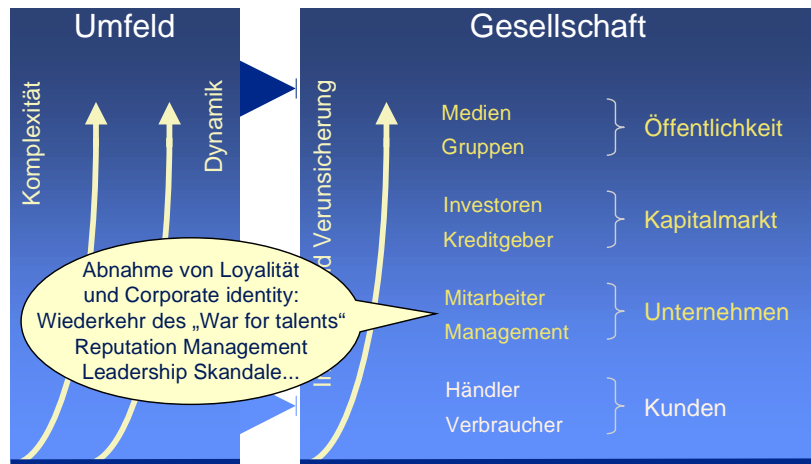 Umfeld
Komplexität
Dynamik
Gesellschaft
Verunsicherung
Medien
Gruppen
Öffentlichkeit
Investoren
Kreditgeber
Kapitalmarkt
Mitarbeiter
Management
Unternehmen
Händler
Verbraucher
Kunden
Abnahme von Loyalität
und Corporate identity:
Wiederkehr des „War for talents“
Reputation Management
Leadership Skandale...